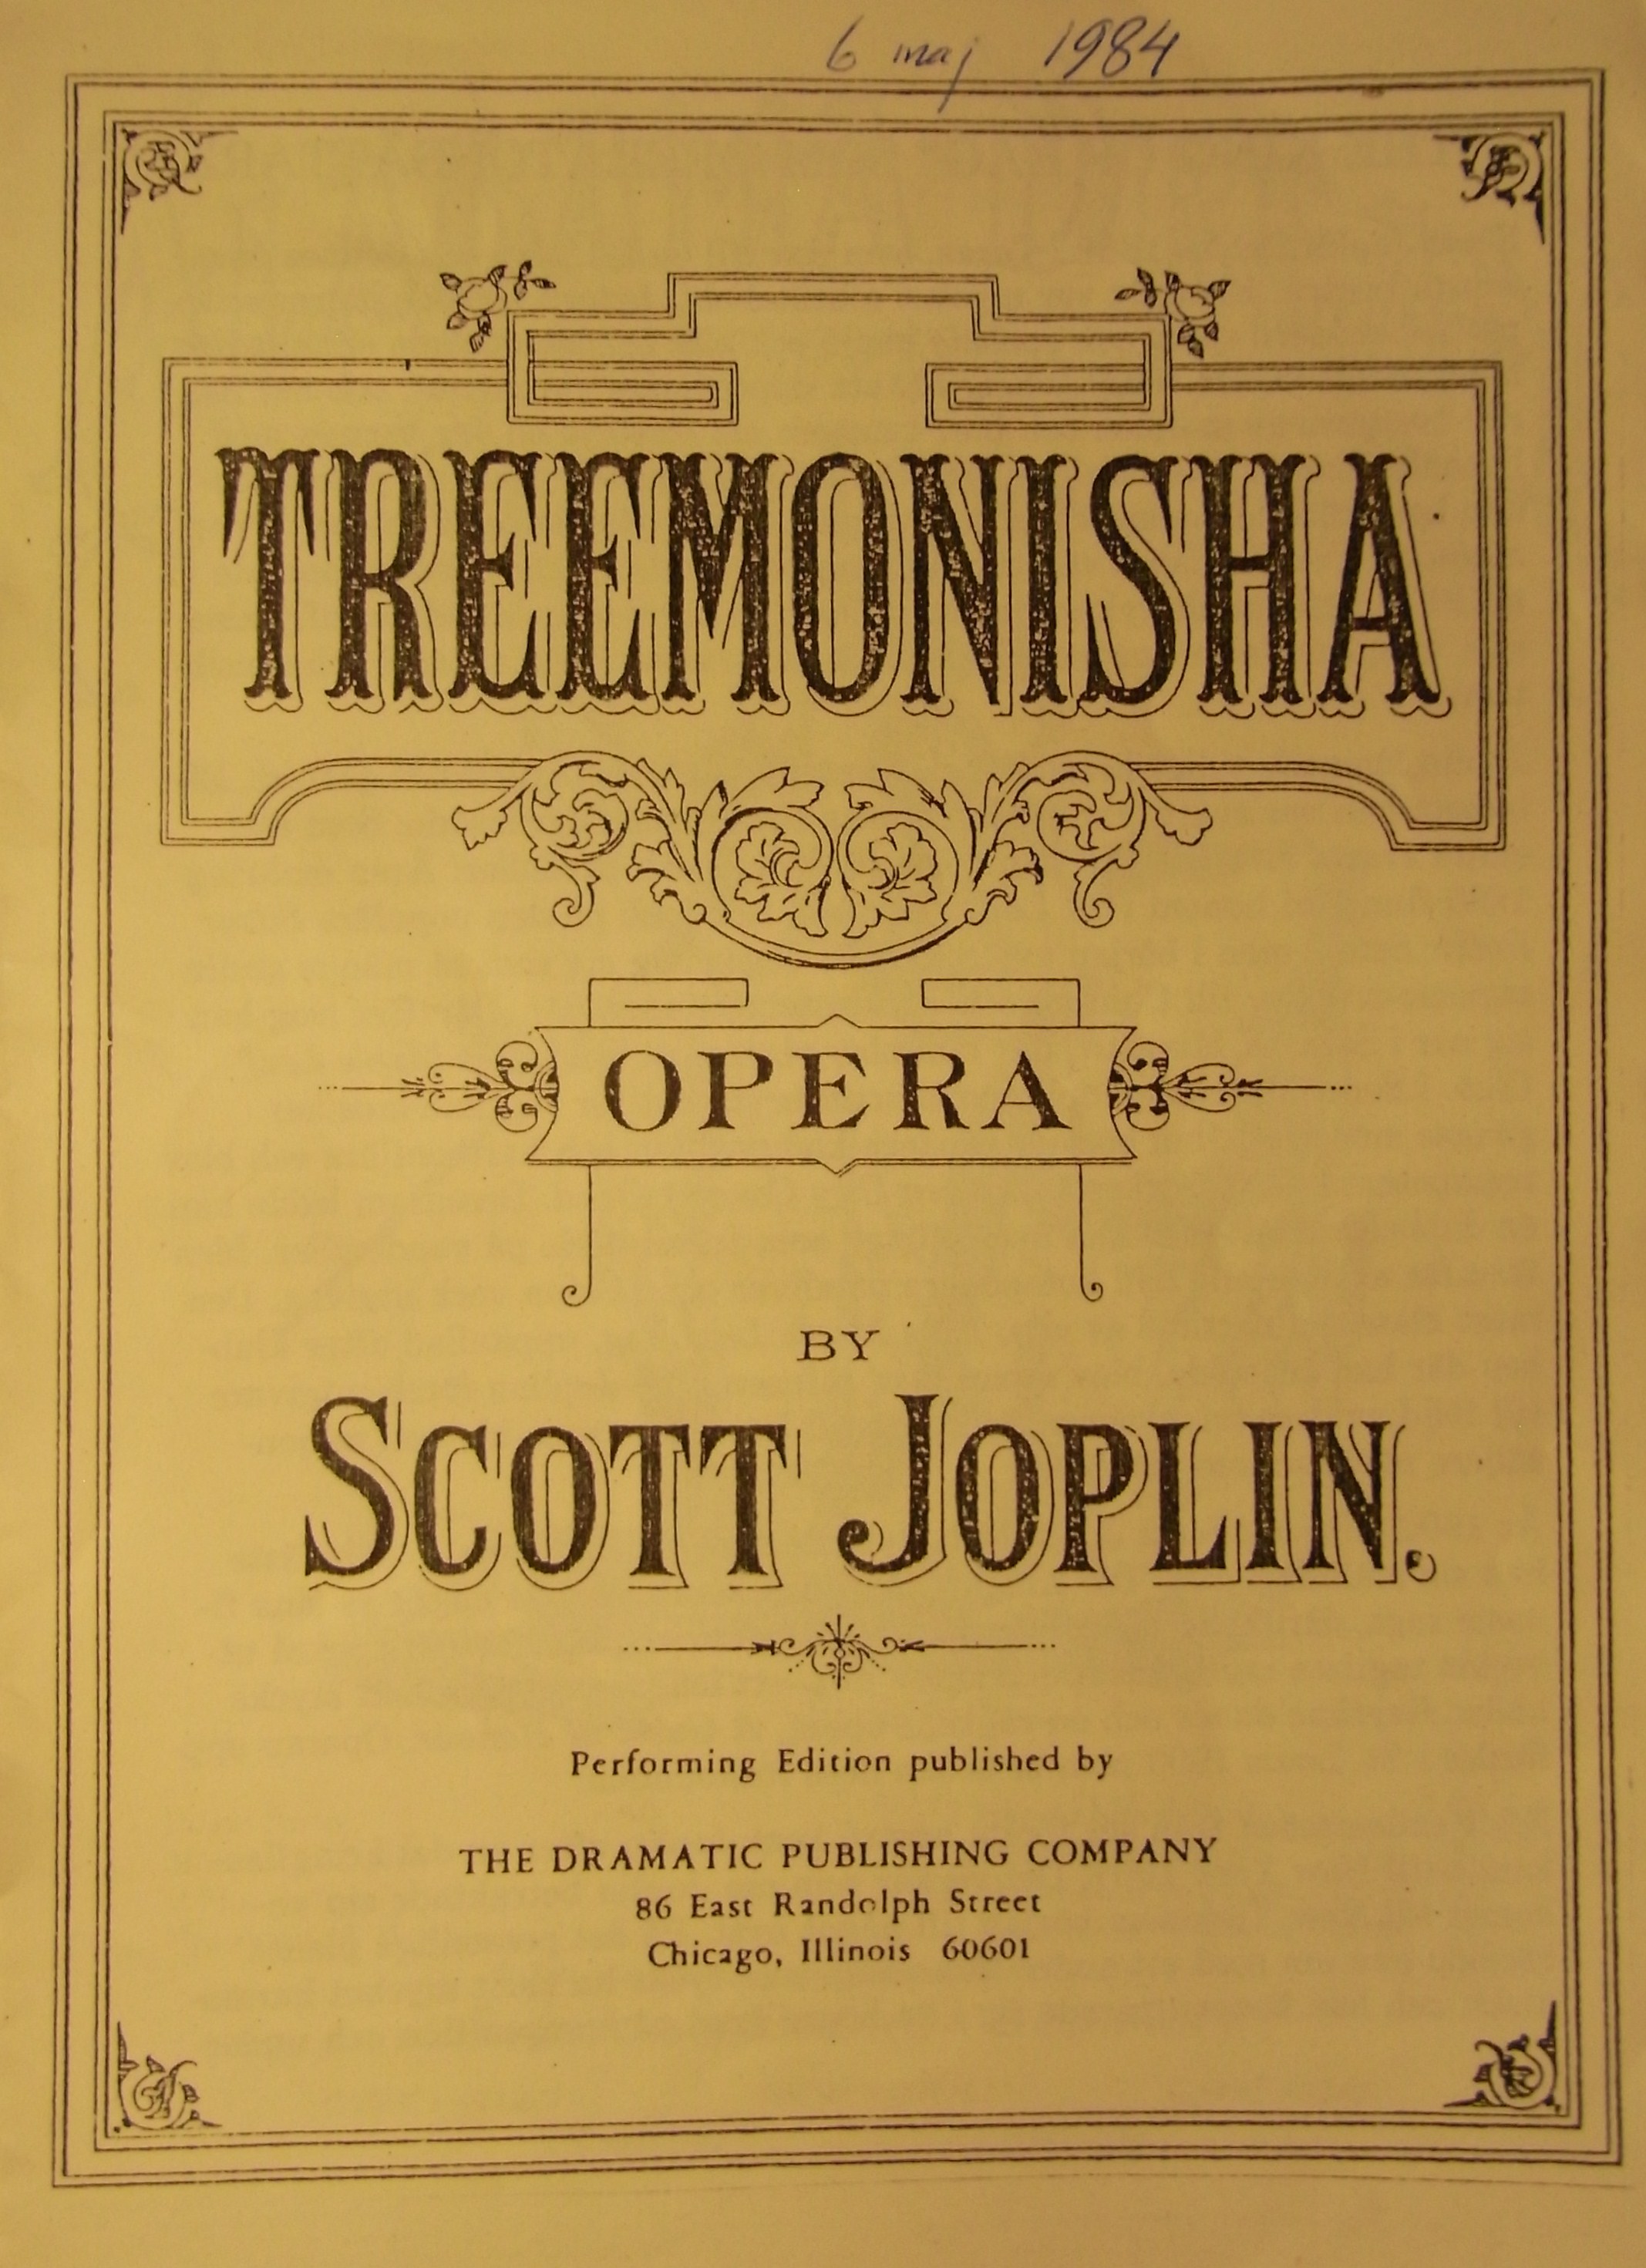 6 maj 1984
TREEMONISHA
OPERA
BY
SCOTT JOPLIN.
Performing Edition published by
THE DRAMATIC PUBLISHING COMPANY
86 East Randolph Street
Chicago, Illinois 60601